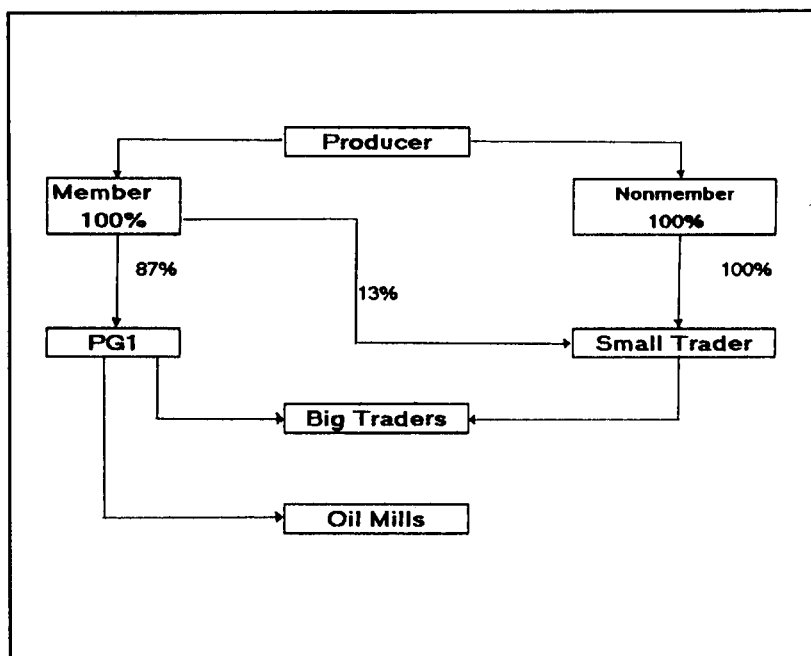 Producer
Member
100%
Nonmember
100%
87%
13%
100%
PG1
Small Trader
Big Traders
Oil Mills